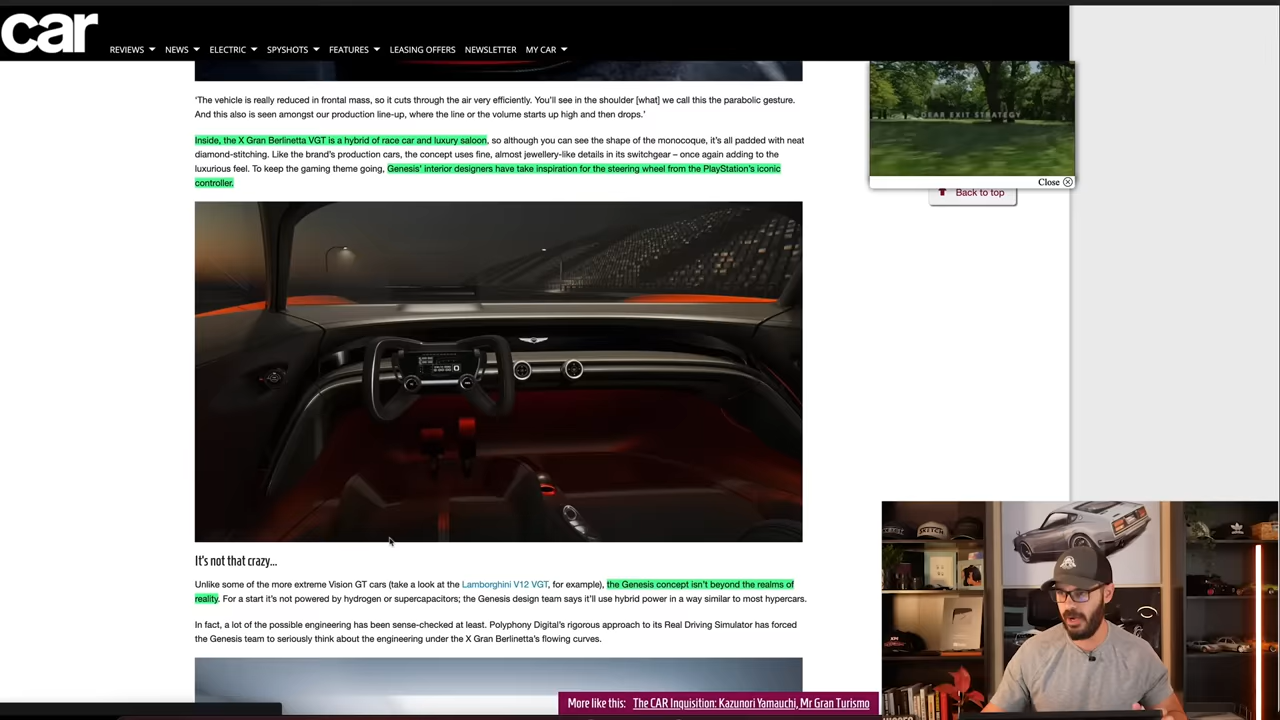 car
REVIEWS NEWS ELECTRIC SPYSHOTS FEATURES LEASING OFFERS NEWSLETTER MY CAR
GEAR EXIT STRATEGY
Close
Back to top
‘The vehicle is really reduced in frontal mass, so it cuts through the air very efficiently. You’ll see in the shoulder [what] we call this the parabolic gesture.
And this also is seen amongst our production line-up, where the line or the volume starts up high and then drops.’
Inside, the X Gran Berlinetta VGT is a hybrid of race car and luxury saloon, so although you can see the shape of the monocoque, it’s all padded with neat
diamond-stitching. Like the brand’s production cars, the concept uses fine, almost jewellery-like details in its switchgear – once again adding to the
luxurious feel. To keep the gaming theme going, Genesis’ interior designers have take inspiration for the steering wheel from the PlayStation’s iconic
controller.
It's not that crazy...
Unlike some of the more extreme Vision GT cars (take a look at the Lamborghini V12 VGT, for example), the Genesis concept isn’t beyond the realms of
reality. For a start it’s not powered by hydrogen or supercapacitors; the Genesis design team says it’ll use hybrid power in a way similar to most hypercars.
In fact, a lot of the possible engineering has been sense-checked at least. Polyphony Digital’s rigorous approach to its Real Driving Simulator has forced
the Genesis team to seriously think about the engineering under the X Gran Berlinetta’s flowing curves.
More like this: The CAR Inquisition: Kazunori Yamauchi, Mr Gran Turismo